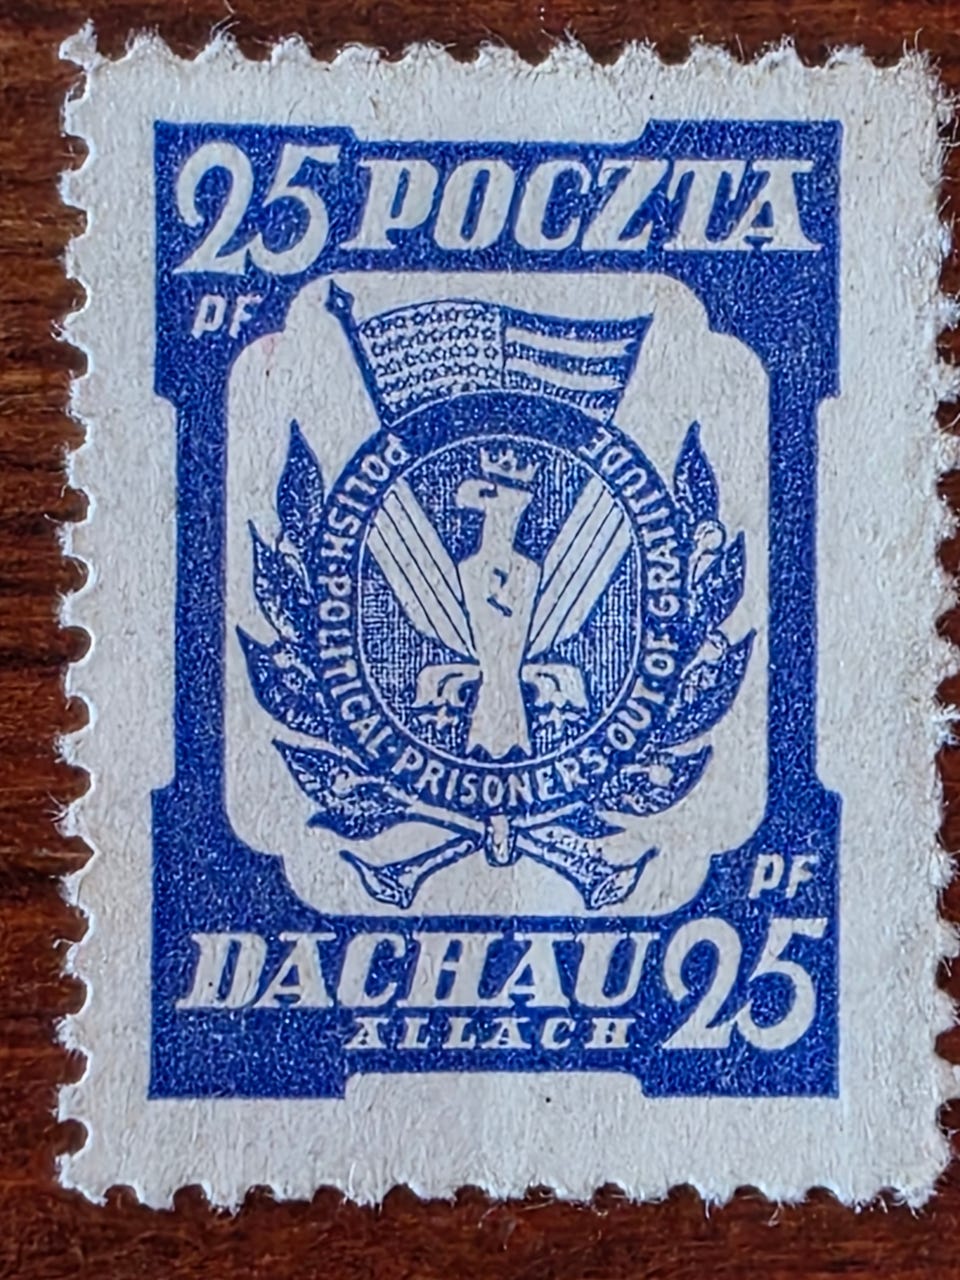 25 POCZTA
PF
POLISH·POLITICAL·PRISONERS·OUT OF GRATITUDE
PF
DACHAU 25
ALLACH